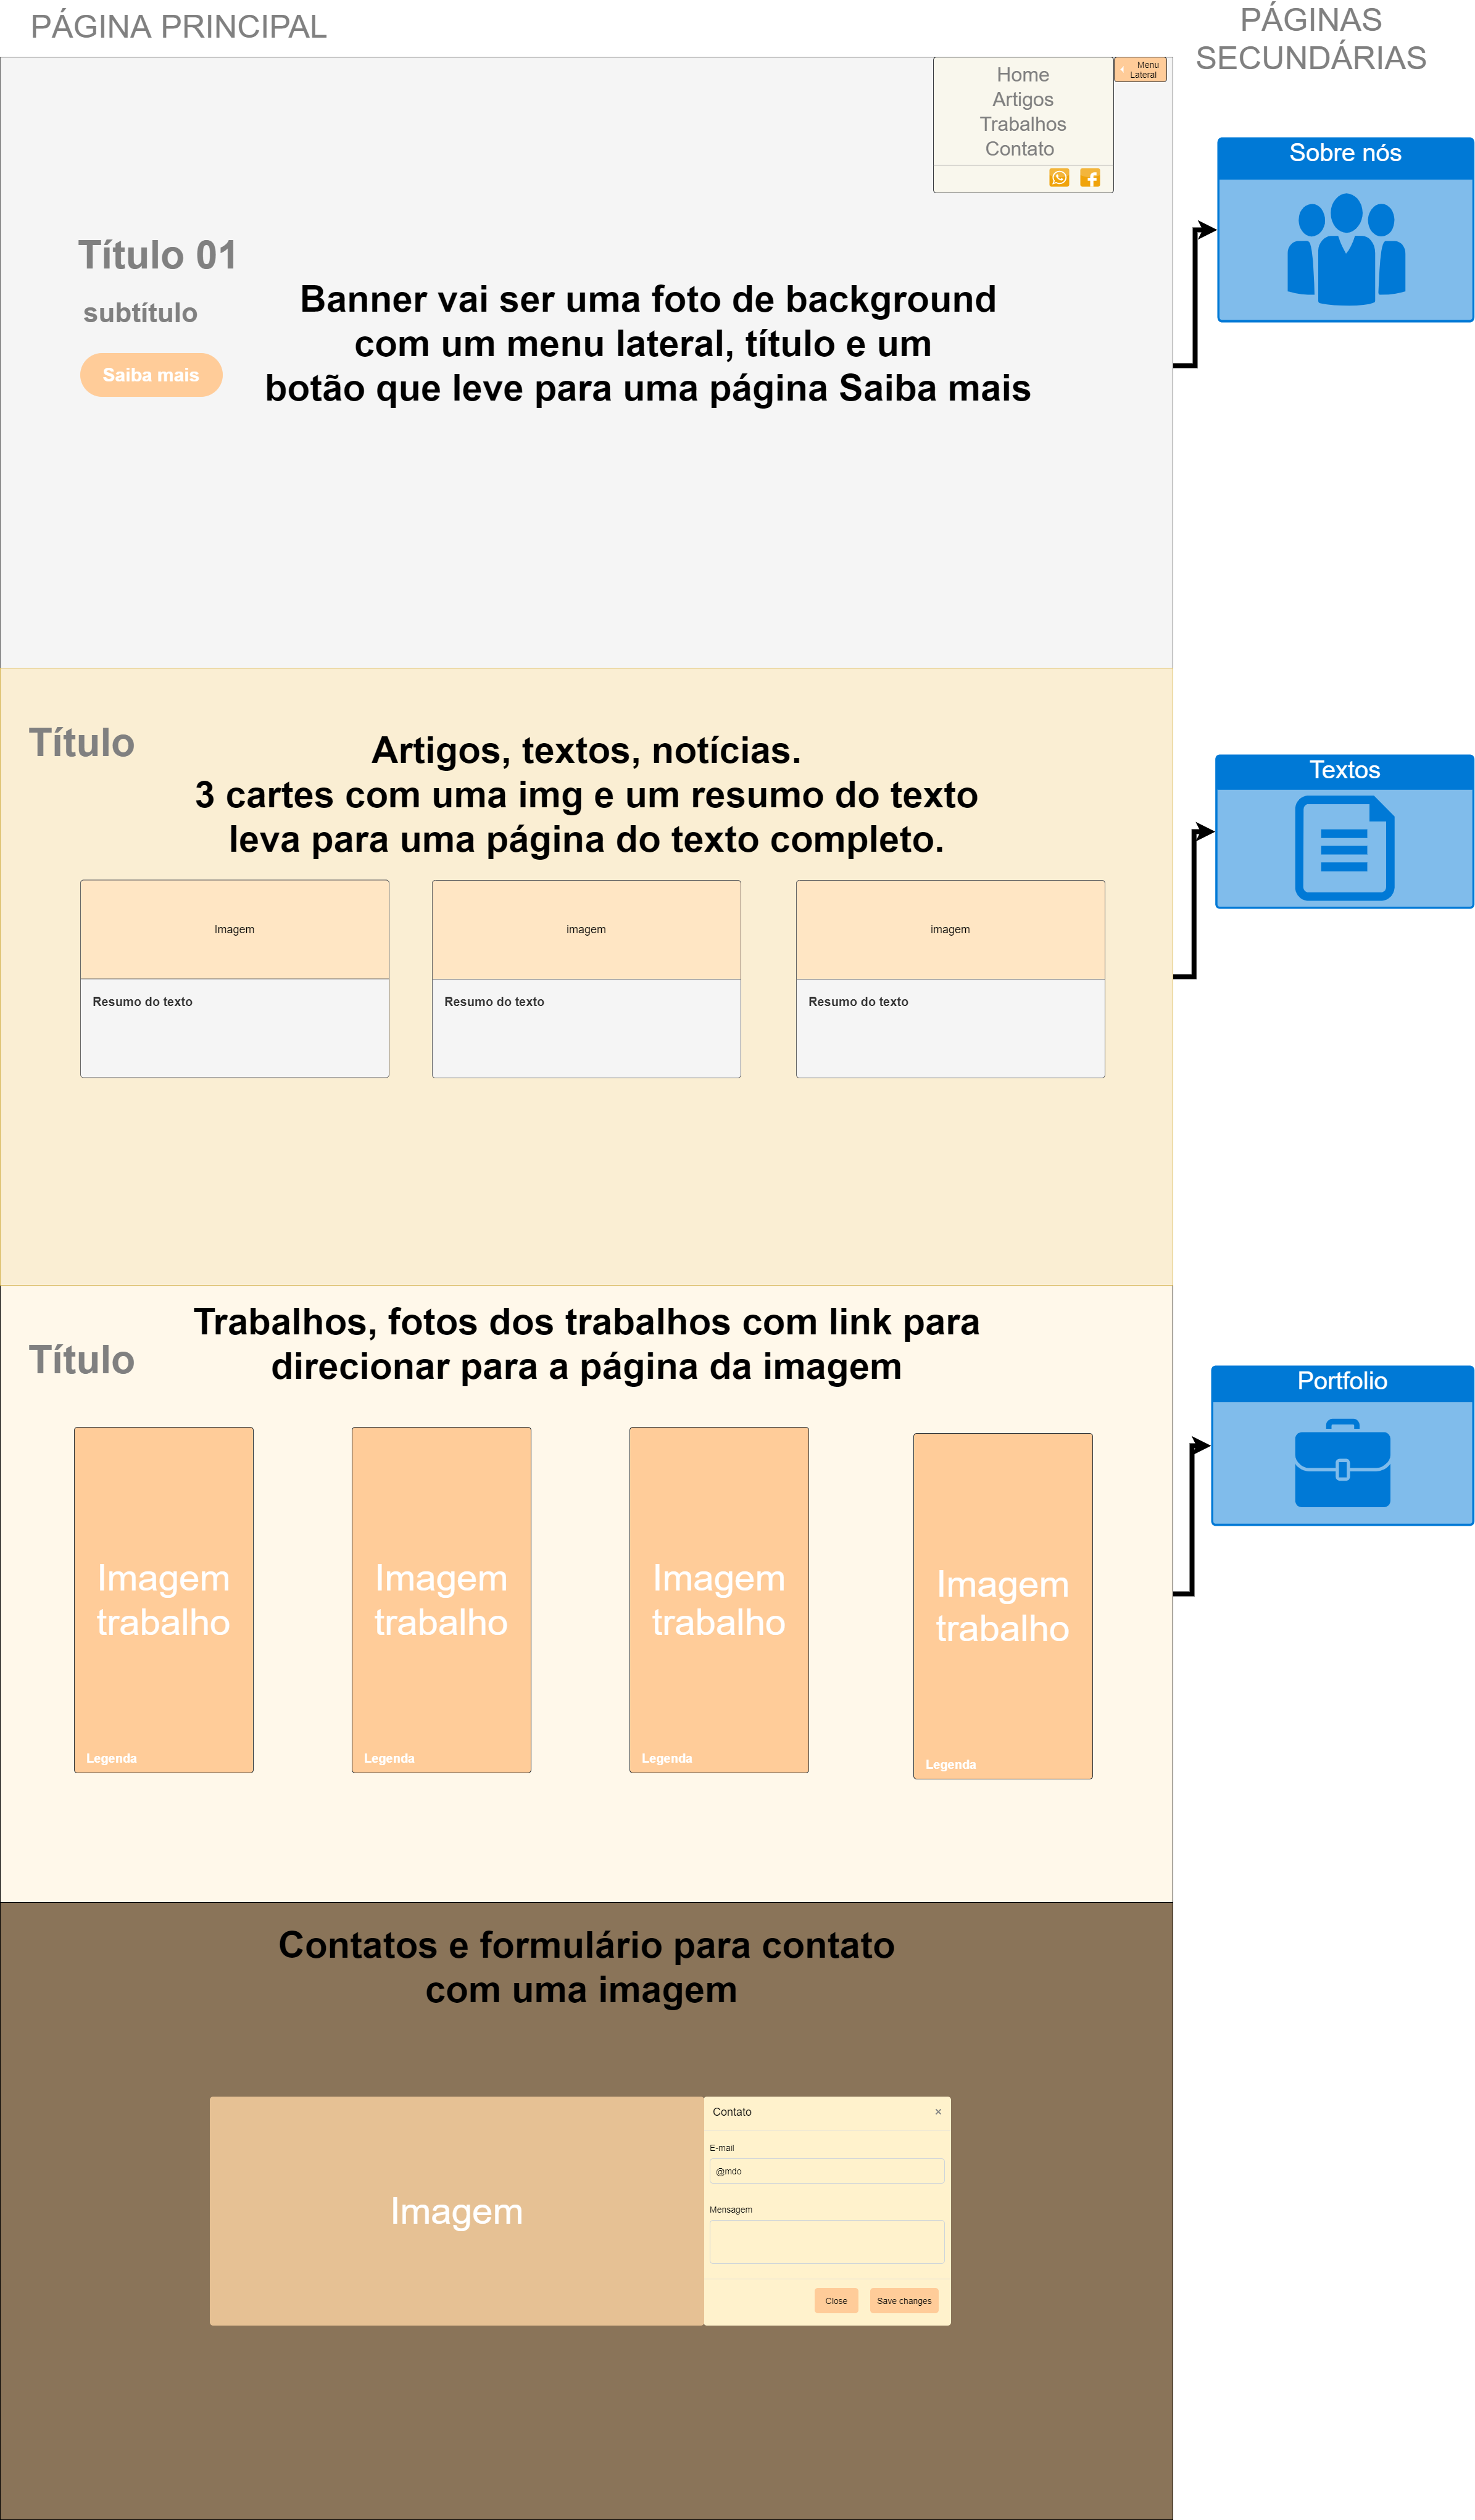 PÁGINA PRINCIPAL
PÁGINAS
SECUNDÁRIAS
Home
Artigos
Trabalhos
Contato
Menu
Lateral
Sobre nós
Título 01
subtítulo
Saiba mais
Banner vai ser uma foto de background
com um menu lateral, título e um
botão que leve para uma página Saiba mais
Título
Artigos, textos, notícias.
3 cartes com uma img e um resumo do texto
leva para uma página do texto completo.
Textos
Imagem
imagem
imagem
Resumo do texto
Resumo do texto
Resumo do texto
Título
Trabalhos, fotos dos trabalhos com link para
direcionar para a página da imagem
Portfolio
Imagem
trabalho
Legenda
Imagem
trabalho
Legenda
Imagem
trabalho
Legenda
Imagem
trabalho
Legenda
Contatos e formulário para contato
com uma imagem
Imagem
Contato
×
E-mail
@mdo
Mensagem
Close
Save changes